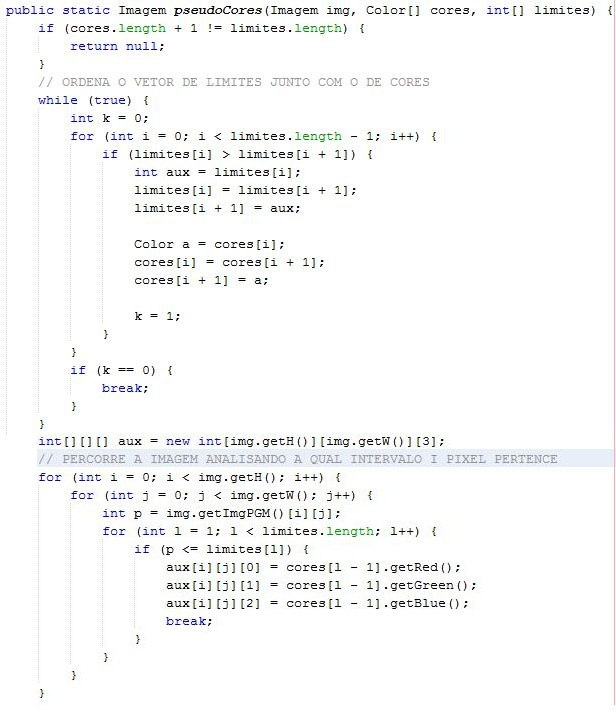 public static Imagem pseudoCores(Imagem img, Color[] cores, int[] limites) {
    if (cores.length + 1 != limites.length) {
        return null;
    }
    // ORDENA O VETOR DE LIMITES JUNTO COM O DE CORES
    while (true) {
        int k = 0;
        for (int i = 0; i < limites.length - 1; i++) {
            if (limites[i] > limites[i + 1]) {
                int aux = limites[i];
                limites[i] = limites[i + 1];
                limites[i + 1] = aux;

                Color a = cores[i];
                cores[i] = cores[i + 1];
                cores[i + 1] = a;

                k = 1;
            }
        }
        if (k == 0) {
            break;
        }
    }
    int[][][] aux = new int[img.getH()][img.getW()][3];
    // PERCORRE A IMAGEM ANALISANDO A QUAL INTERVALO I PIXEL PERTENCE
    for (int i = 0; i < img.getH(); i++) {
        for (int j = 0; j < img.getW(); j++) {
            int p = img.getImgPGM()[i][j];
            for (int l = 1; l < limites.length; l++) {
                if (p <= limites[l]) {
                    aux[i][j][0] = cores[l - 1].getRed();
                    aux[i][j][1] = cores[l - 1].getGreen();
                    aux[i][j][2] = cores[l - 1].getBlue();
                    break;
                }
            }
        }
    }